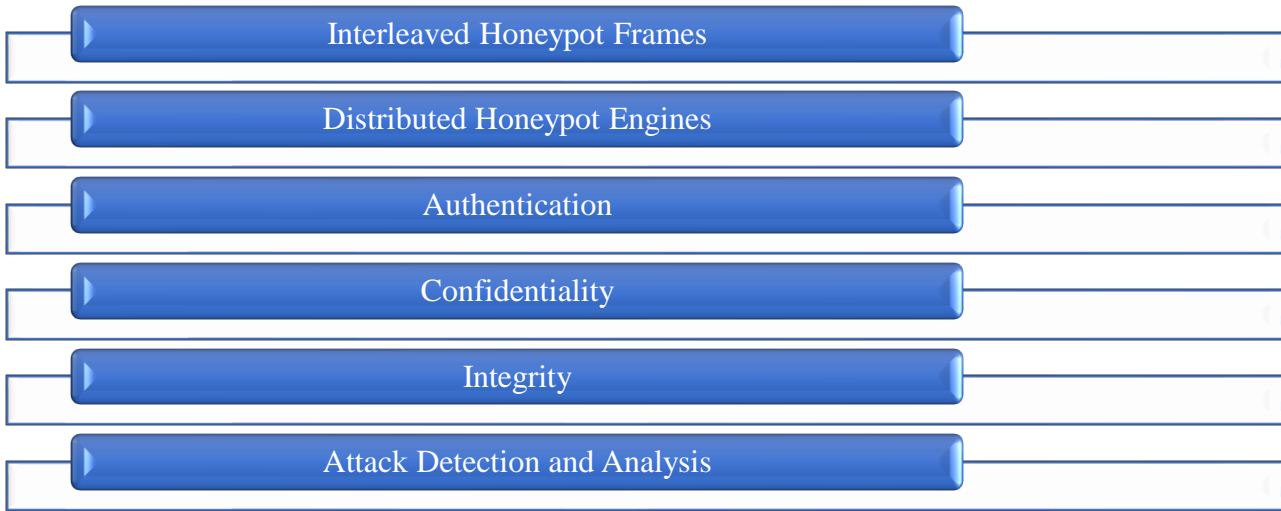 Interleaved Honeypot Frames
Distributed Honeypot Engines
Authentication
Confidentiality
Integrity
Attack Detection and Analysis